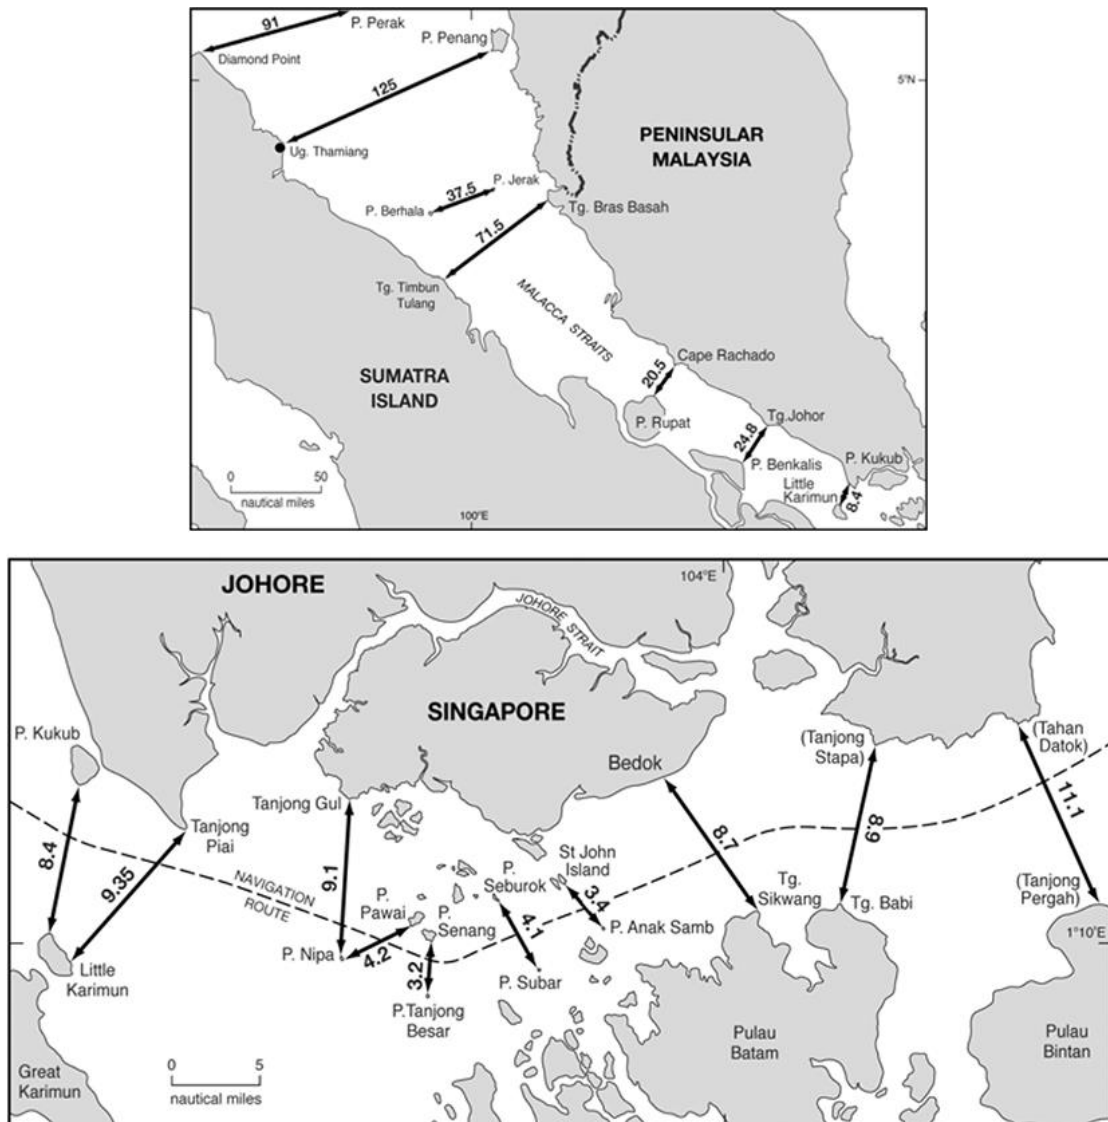 91
P. Perak
P. Penang
Diamond Point
5°N
125
PENINSULAR
MALAYSIA
Ug. Thamiang
P. Jerak
37.5
P. Berhala
Tg. Bras Basah
71.5
Tg. Timbun
Tulang
MALACCA STRAITS
Cape Rachado
20.5
SUMATRA
ISLAND
P. Rupat
Tg.Johor
24.8
P. Benkalis
P. Kukub
Little
Karimun
8.4
0 50
nautical miles
100°E
JOHORE
104°E
JOHORE STRAIT
SINGAPORE
P. Kukub
(Tanjong
Stapa)
(Tahan
Datok)
Bedok
Tanjong Gul
Tanjong
Piai
8.4
9.35
9.1
8.7
8.9
11.1
NAVIGATION
ROUTE
St John
Island
P.
Seburok
3.4
P.
Pawai
P.
Senang
4.1
Tg.
Sikwang
Tg. Babi
(Tanjong
Pergah)
P. Anak Samb
1°10'E
P. Nipa
4.2
3.2
Little
Karimun
P. Subar
P.Tanjong
Besar
Pulau
Batam
Pulau
Bintan
Great
Karimun
0 5
nautical miles